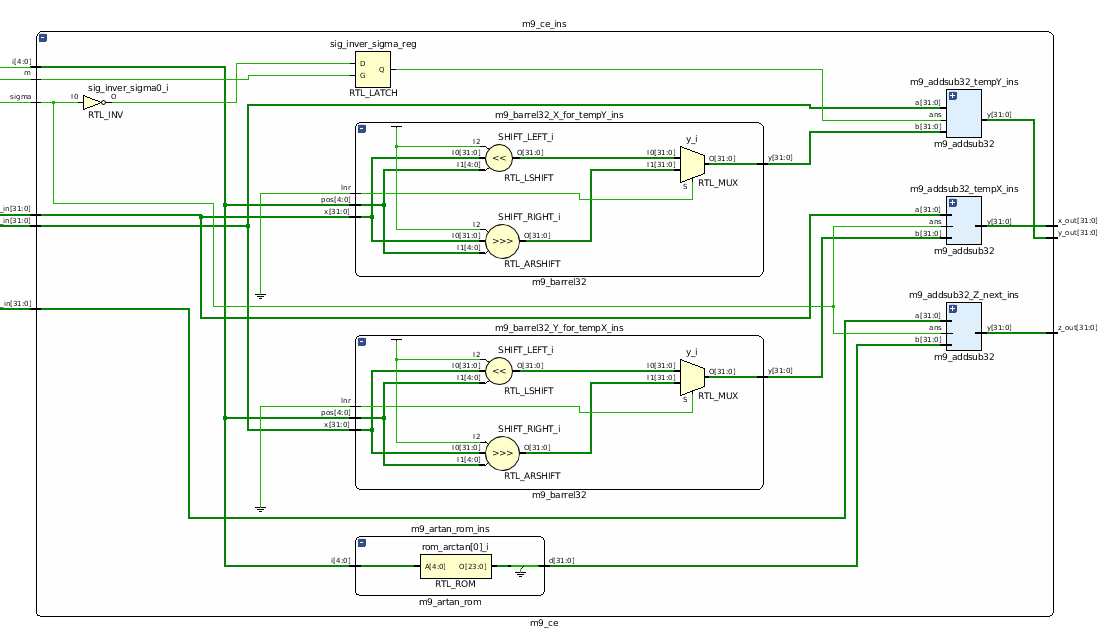 m9_ce_ins
i[4:0]
m
sigma
_in[31:0]
_in[31:0]
_in[31:0]
sig_inver_sigma0_i
I0
O
RTL_INV
sig_inver_sigma_reg
D
G
Q
RTL_LATCH
m9_barrel32_X_for_tempY_ins
SHIFT_LEFT_i
I2
I0[31:0]
I1[4:0]
<<
O[31:0]
RTL_LSHIFT
y_i
I0[31:0]
I1[31:0]
O[31:0]
S
RTL_MUX
y[31:0]
lnr
pos[4:0]
x[31:0]
SHIFT_RIGHT_i
I2
I0[31:0]
I1[4:0]
>>>
O[31:0]
RTL_ARSHIFT
m9_barrel32
m9_barrel32_Y_for_tempX_ins
SHIFT_LEFT_i
I2
I0[31:0]
I1[4:0]
<<
O[31:0]
RTL_LSHIFT
y_i
I0[31:0]
I1[31:0]
O[31:0]
S
RTL_MUX
y[31:0]
lnr
pos[4:0]
x[31:0]
SHIFT_RIGHT_i
I2
I0[31:0]
I1[4:0]
>>>
O[31:0]
RTL_ARSHIFT
m9_barrel32
m9_artan_rom_ins
i[4:0]
rom_arctan[0]_i
A[4:0]
O[23:0]
RTL_ROM
d[31:0]
m9_artan_rom
m9_addsub32_tempY_ins
a[31:0]
ans
b[31:0]
y[31:0]
m9_addsub32
m9_addsub32_tempX_ins
a[31:0]
ans
b[31:0]
y[31:0]
m9_addsub32
m9_addsub32_Z_next_ins
a[31:0]
ans
b[31:0]
y[31:0]
m9_addsub32
x_out[31:0]
y_out[31:0]
z_out[31:0]
m9_ce